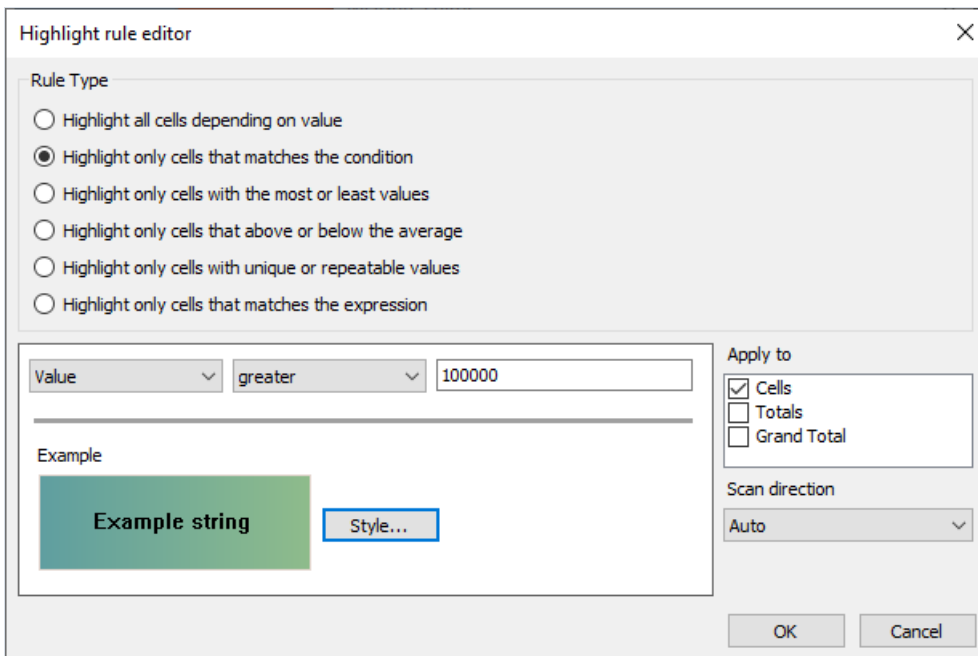 Highlight rule editor
Rule Type
Highlight all cells depending on value
Highlight only cells that matches the condition
Highlight only cells with the most or least values
Highlight only cells that above or below the average
Highlight only cells with unique or repeatable values
Highlight only cells that matches the expression
Value greater 100000
Example
Example string Style...
Apply to
Cells
Totals
Grand Total
Scan direction
Auto
OK Cancel